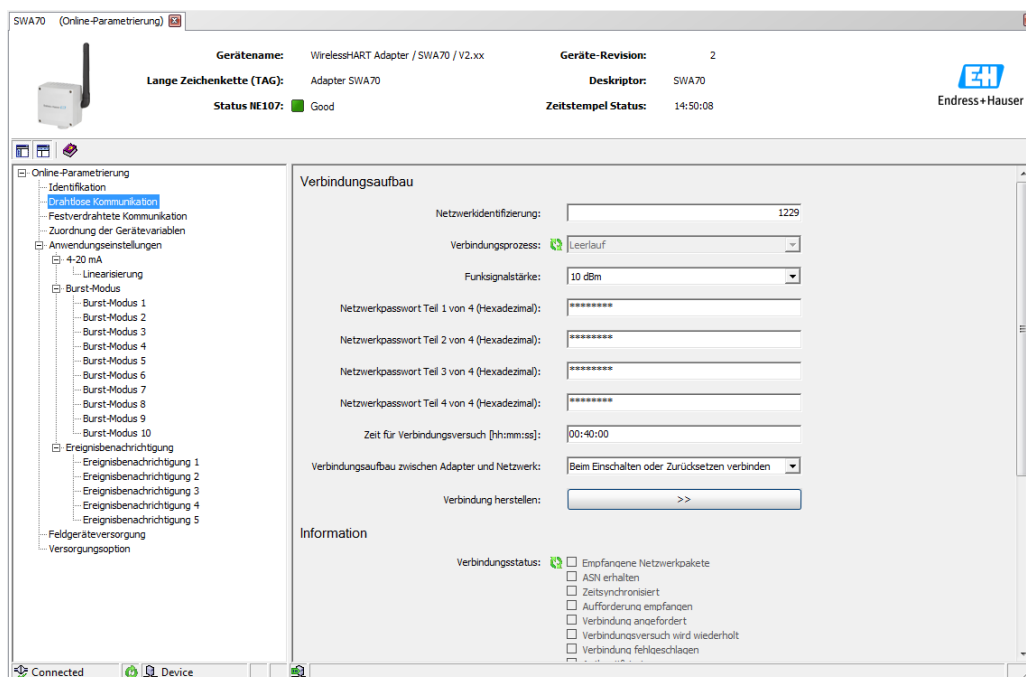 SWA70 (Online-Parametrierung)
Gerätename: WirelessHART Adapter / SWA70 / V2.xx Geräte-Revision: 2
Lange Zeichenkette (TAG): Adapter SWA70 Deskriptor: SWA70
Status NE107: Good Zeitstempel Status: 14:50:08
EH
Endress+Hauser
Online-Parametrierung
Identifikation
Drahtlose Kommunikation
Festverdrahtete Kommunikation
Zuordnung der Gerätevariablen
Anwendungseinstellungen
4-20 mA
Linearisierung
Burst-Modus
Burst-Modus 1
Burst-Modus 2
Burst-Modus 3
Burst-Modus 4
Burst-Modus 5
Burst-Modus 6
Burst-Modus 7
Burst-Modus 8
Burst-Modus 9
Burst-Modus 10
Ereignisbenachrichtigung
Ereignisbenachrichtigung 1
Ereignisbenachrichtigung 2
Ereignisbenachrichtigung 3
Ereignisbenachrichtigung 4
Ereignisbenachrichtigung 5
Feldgeräteversorgung
Versorgungsoption
Verbindungsaufbau
Netzwerkidentifizierung: 1229
Verbindungsprozess: Leerlauf
Funksignalstärke: 10 dBm
Netzwerkpasswort Teil 1 von 4 (Hexadezimal): ********
Netzwerkpasswort Teil 2 von 4 (Hexadezimal): ********
Netzwerkpasswort Teil 3 von 4 (Hexadezimal): ********
Netzwerkpasswort Teil 4 von 4 (Hexadezimal): ********
Zeit für Verbindungsversuch [hh:mm:ss]: 00:40:00
Verbindungsaufbau zwischen Adapter und Netzwerk: Beim Einschalten oder Zurücksetzen verbinden
Verbindung herstellen: >>
Information
Verbindungsstatus: Empfangene Netzwerkpakete
ASN erhalten
Zeitsynchronisiert
Aufforderung empfangen
Verbindung angefordert
Verbindungsversuch wird wiederholt
Verbindung fehlgeschlagen
Connected Device